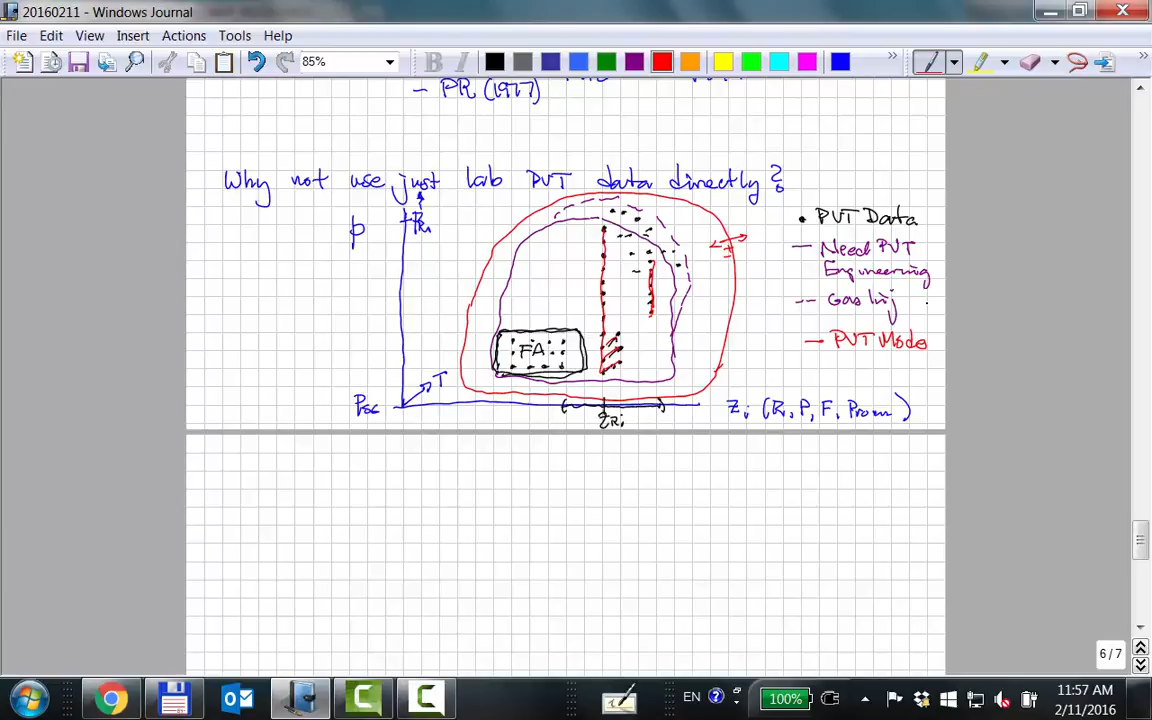 20160211 - Windows Journal
File Edit View Insert Actions Tools Help
85%
- PR (1977)
Why not use just lab PVT data directly?
p
• PVT Data
— Need PVT
Engineering
-- Gas Inj
— PVT Model
FA
T
Psc
zRi
zi (R, P, F, Proxm)
6 / 7
EN
100%
11:57 AM
2/11/2016